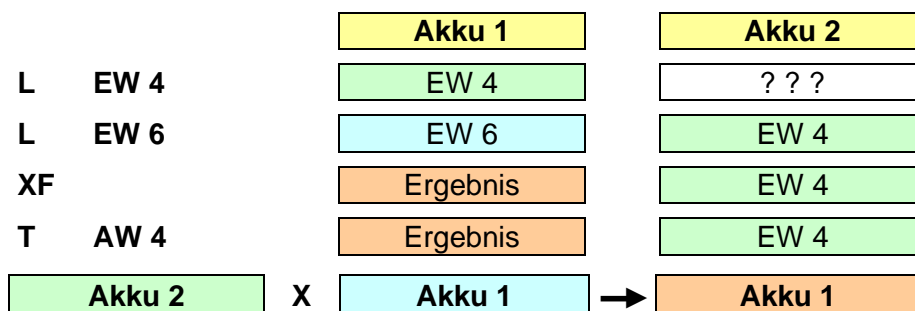 Akku 1 Akku 2
L EW 4 EW 4 ? ? ?
L EW 6 EW 6 EW 4
XF Ergebnis EW 4
T AW 4 Ergebnis EW 4
Akku 2 X Akku 1 → Akku 1